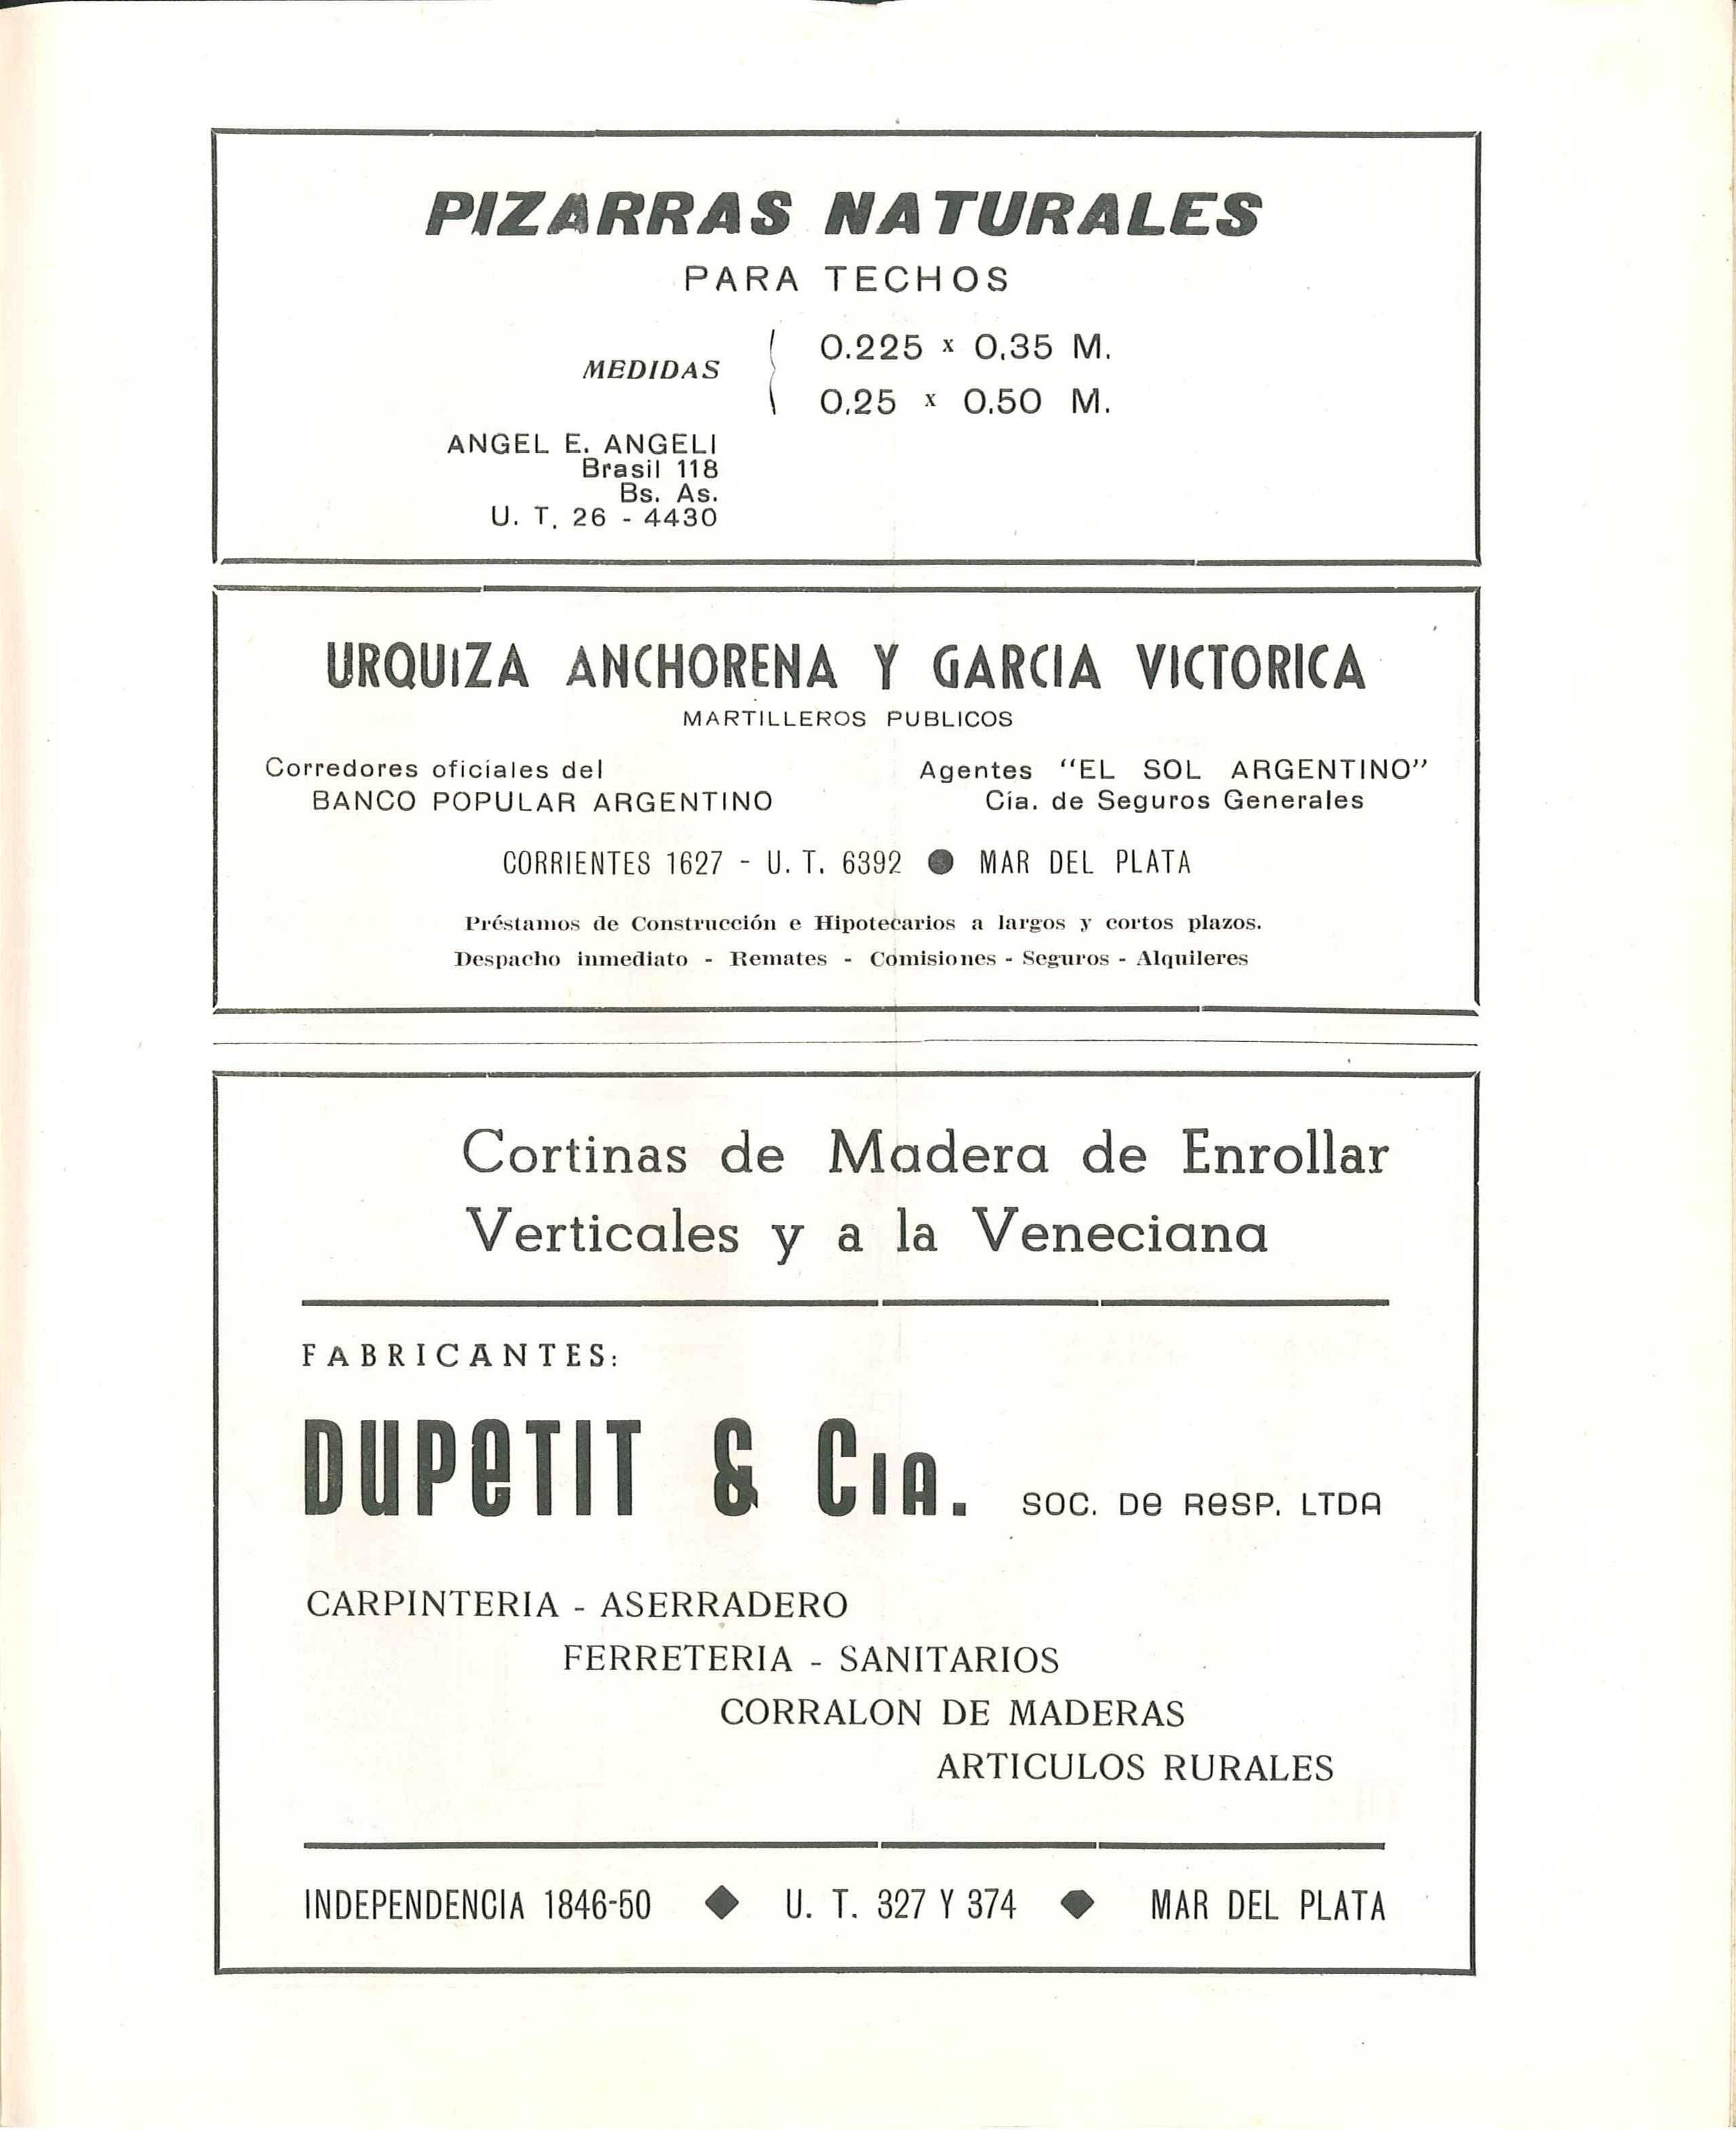 PIZARRAS NATURALES
PARA TECHOS
MEDIDAS
0.225 x 0,35 M.
0,25 x 0,50 M.
ANGEL E. ANGELI
Brasil 118
Bs. As.
U. T. 26 - 4430
URQUIZA ANCHORENA Y GARCIA VICTORICA
MARTILLEROS PUBLICOS
Corredores oficiales del
BANCO POPULAR ARGENTINO
Agentes "EL SOL ARGENTINO"
Cía. de Seguros Generales
CORRIENTES 1627 - U. T. 6392 ● MAR DEL PLATA
Préstamos de Construcción e Hipotecarios a largos y cortos plazos.
Despacho inmediato - Remates - Comisiones - Seguros - Alquileres
Cortinas de Madera de Enrollar
Verticales y a la Veneciana
FABRICANTES:
DUPETIT & CIA. SOC. DE RESP. LTDA
CARPINTERIA - ASERRADERO
FERRETERIA - SANITARIOS
CORRALON DE MADERAS
ARTICULOS RURALES
INDEPENDENCIA 1846-50 ◆ U. T. 327 Y 374 ◆ MAR DEL PLATA